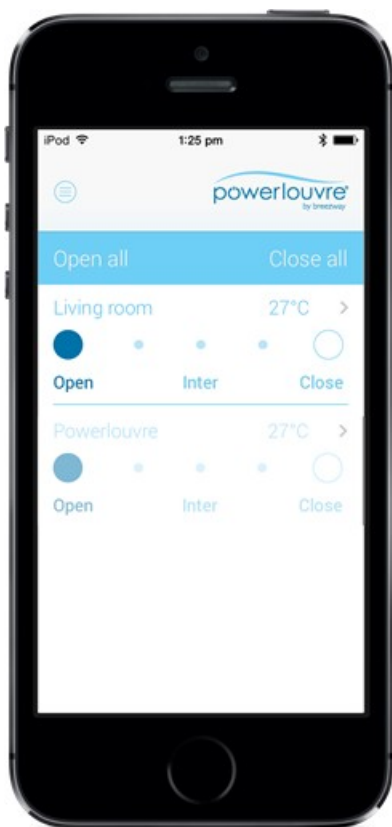 iPod 1:25 pm
powerlouvre®
by breezway
Open all Close all
Living room 27°C >
Open Inter Close
Powerlouvre 27°C >
Open Inter Close